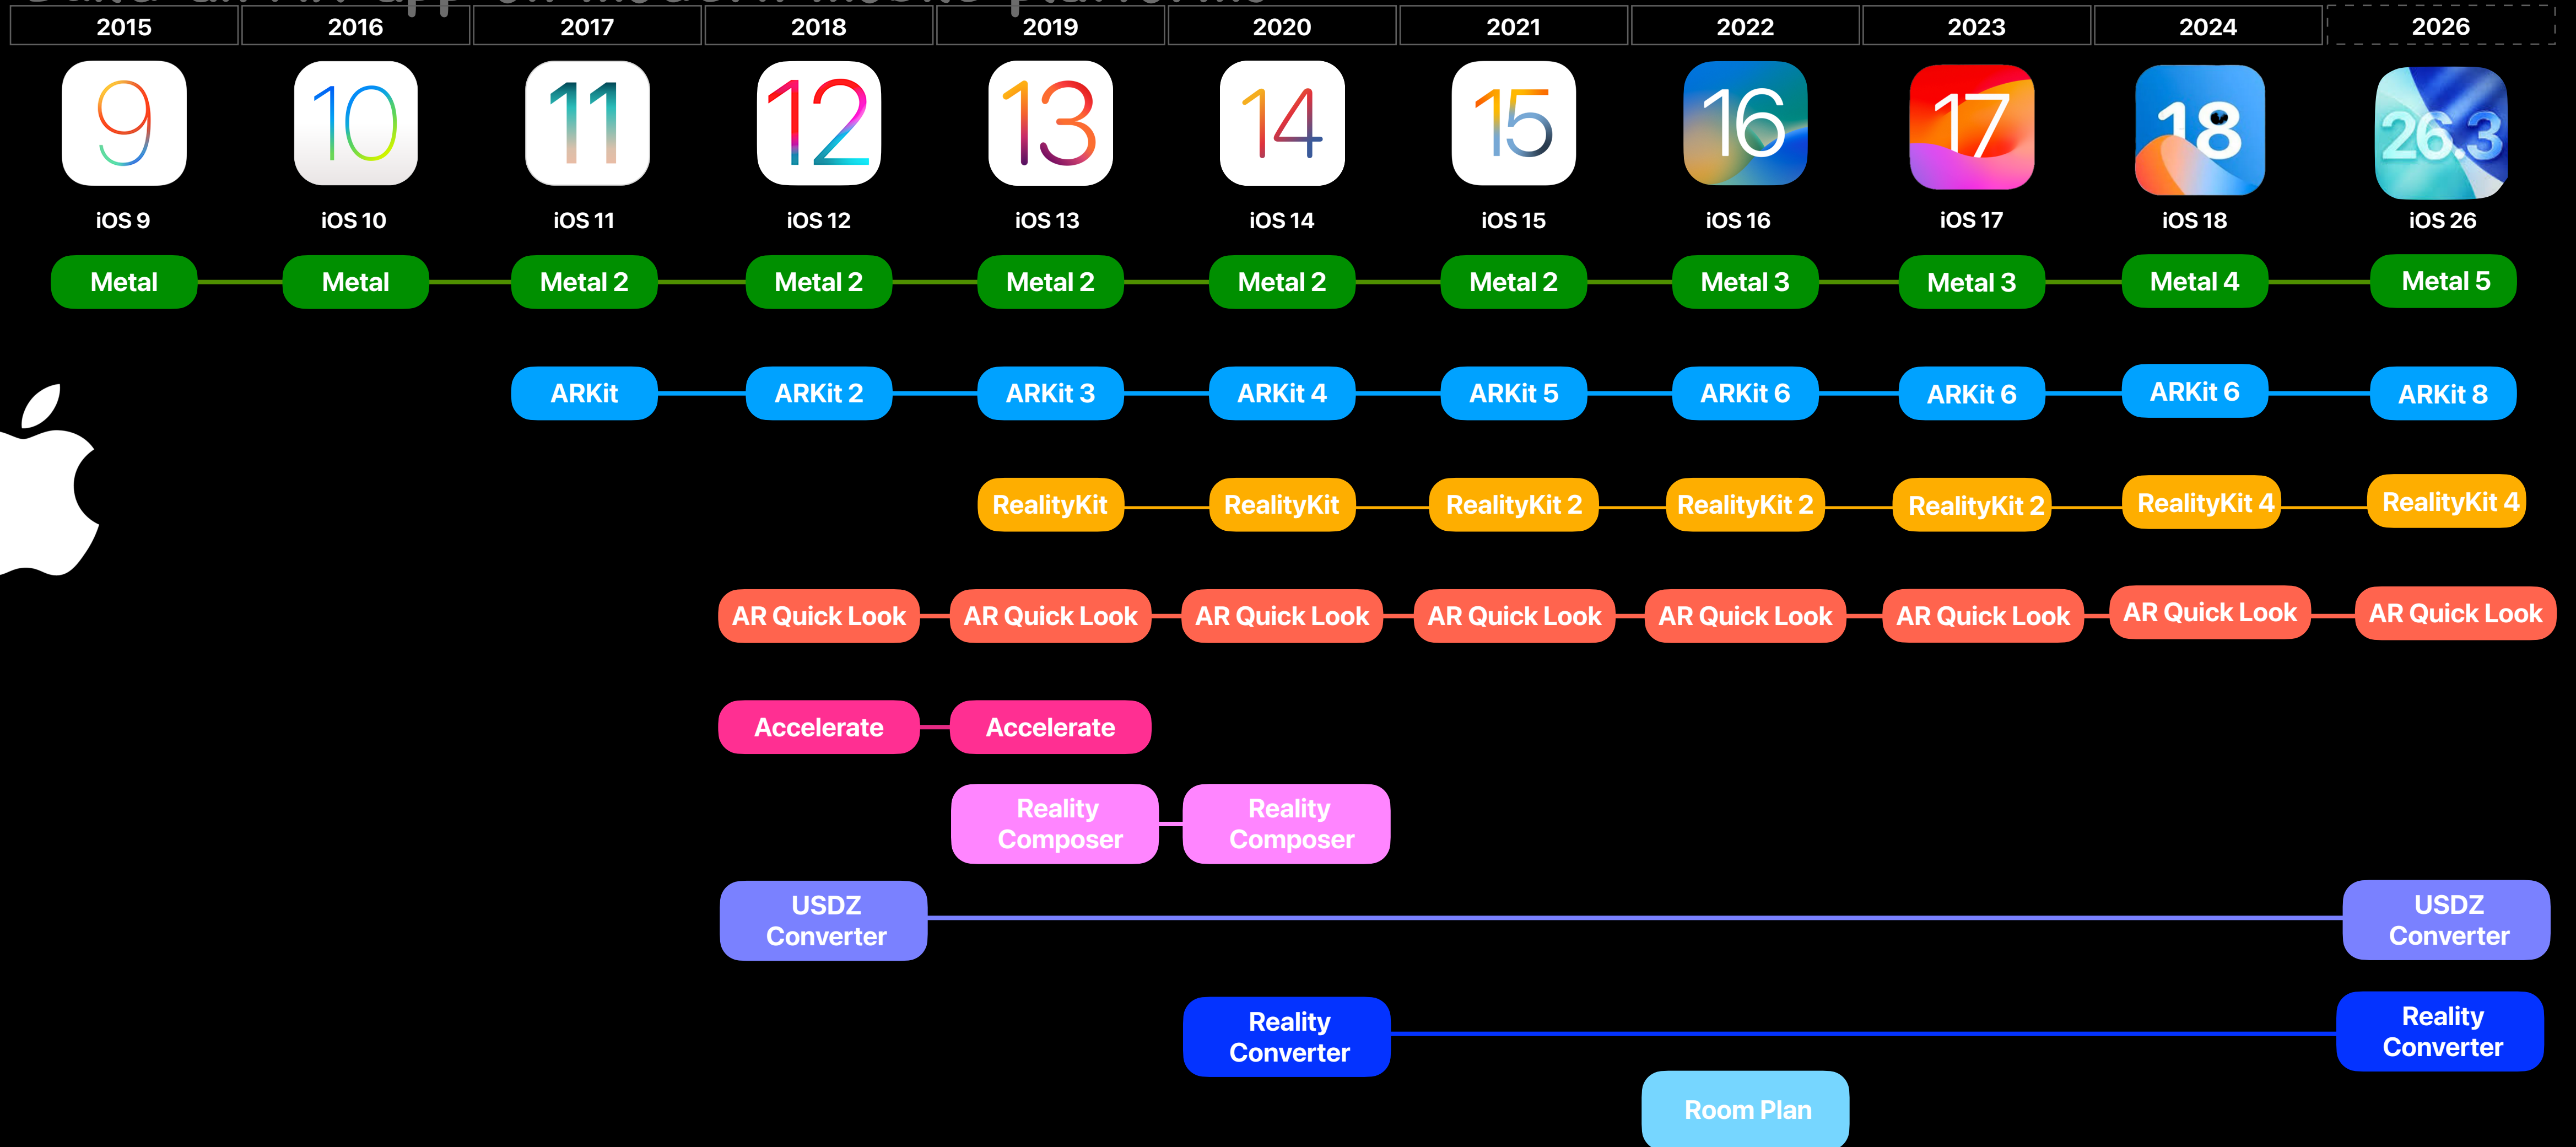 2015 2016 2017 2018 2019 2020 2021 2022 2023 2024 2026
9 10 11 12 13 14 15 16 17 18 26.3
iOS 9 iOS 10 iOS 11 iOS 12 iOS 13 iOS 14 iOS 15 iOS 16 iOS 17 iOS 18 iOS 26
Metal Metal Metal 2 Metal 2 Metal 2 Metal 2 Metal 2 Metal 3 Metal 3 Metal 4 Metal 5
ARKit ARKit 2 ARKit 3 ARKit 4 ARKit 5 ARKit 6 ARKit 6 ARKit 6 ARKit 8
RealityKit RealityKit RealityKit 2 RealityKit 2 RealityKit 2 RealityKit 4 RealityKit 4
AR Quick Look AR Quick Look AR Quick Look AR Quick Look AR Quick Look AR Quick Look AR Quick Look AR Quick Look
Accelerate Accelerate
Reality Reality
Composer Composer
USDZ USDZ
Converter Converter
Reality Reality
Converter Converter
Room Plan